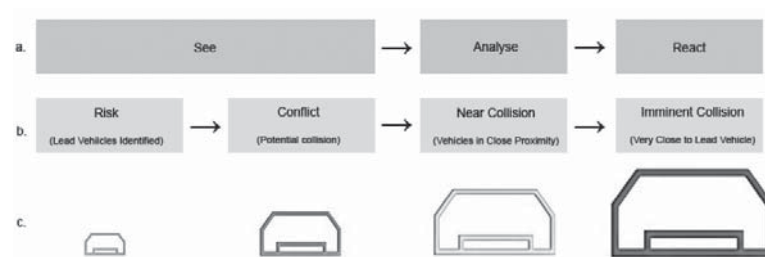 a. See → Analyse → React
b. Risk → Conflict → Near Collision → Imminent Collision
(Lead Vehilcles Identified) (Potential collision) (Vehicles in Close Proximity) (Very Close to Lead Vehicle)
c.